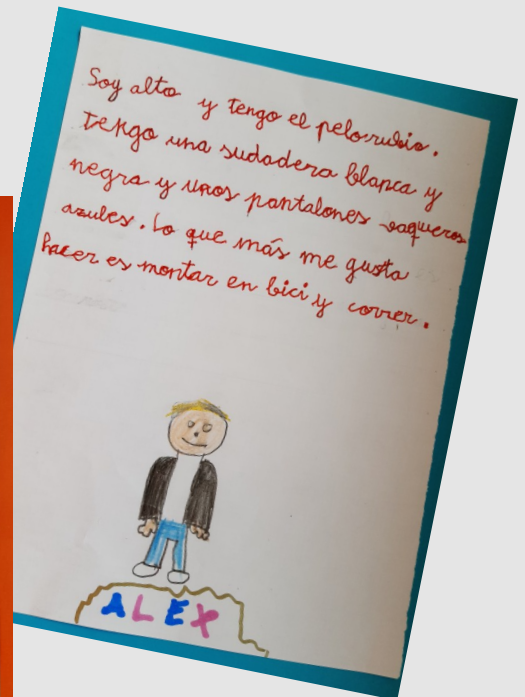 Soy alto y tengo el pelo rubio.
Tengo una sudadera blanca y
negra y unos pantalones vaqueros
azules. Lo que más me gusta
hacer es montar en bici y correr.
ALEX